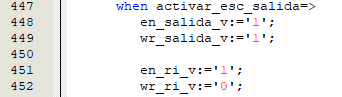 447 when activar_esc_salida=>
448 en_salida_v:='1';
449 wr_salida_v:='1';
450
451 en_ri_v:='1';
452 wr_ri_v:='0';